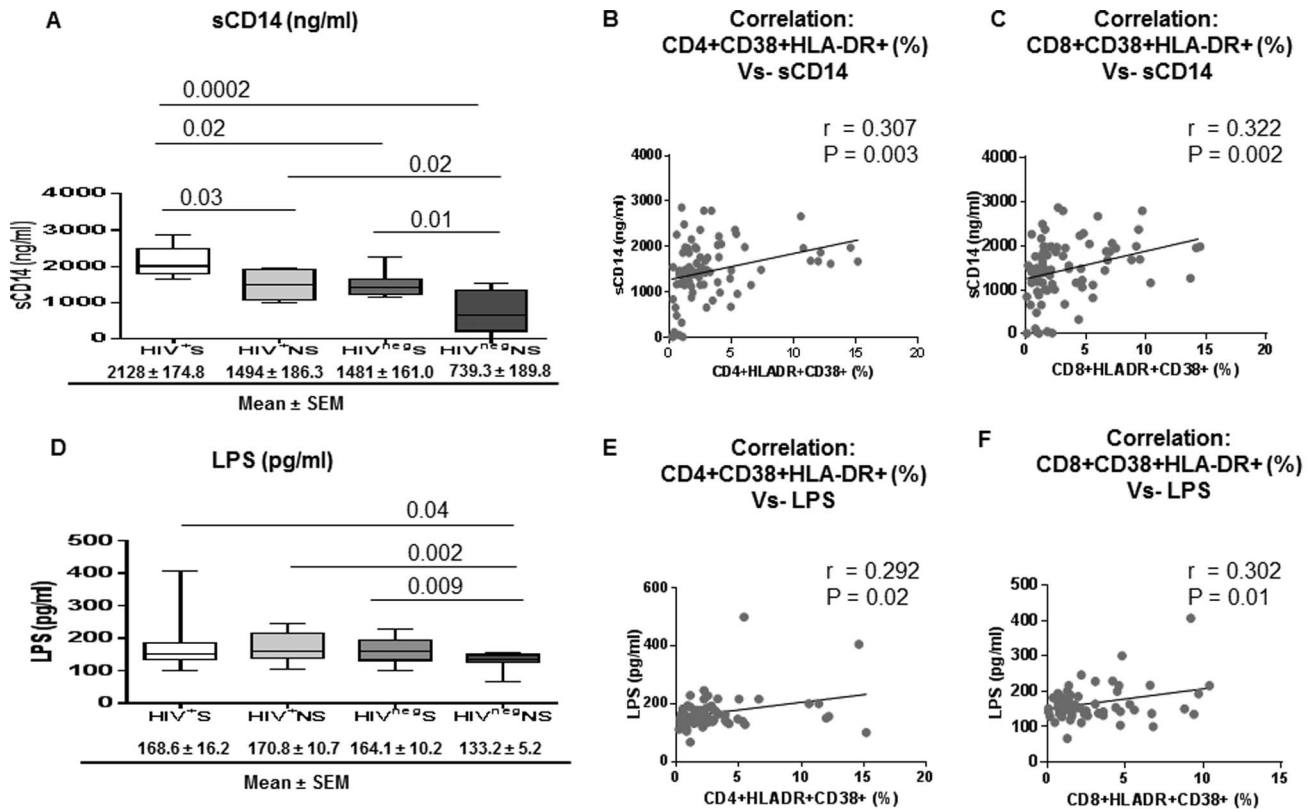 A
sCD14 (ng/ml)
0.0002
0.02
0.02
0.03
0.01
sCD14 (ng/ml)
4000
3000
2000
1000
0
HIV⁺S HIV⁺NS HIVⁿᵉᵍS HIVⁿᵉᵍNS
2128 ± 174.8 1494 ± 186.3 1481 ± 161.0 739.3 ± 189.8
Mean ± SEM
B
Correlation:
CD4+CD38+HLA-DR+ (%)
Vs- sCD14
r = 0.307
P = 0.003
sCD14 (ng/ml)
4000
3000
2000
1000
0
0 5 10 15 20
CD4+HLADR+CD38+ (%)
C
Correlation:
CD8+CD38+HLA-DR+ (%)
Vs- sCD14
r = 0.322
P = 0.002
sCD14 (ng/ml)
4000
3000
2000
1000
0
0 5 10 15 20
CD8+HLADR+CD38+ (%)
D
LPS (pg/ml)
0.04
0.002
0.009
LPS (pg/ml)
500
400
300
200
100
0
HIV⁺S HIV⁺NS HIVⁿᵉᵍS HIVⁿᵉᵍNS
168.6 ± 16.2 170.8 ± 10.7 164.1 ± 10.2 133.2 ± 5.2
Mean ± SEM
E
Correlation:
CD4+CD38+HLA-DR+ (%)
Vs- LPS
r = 0.292
P = 0.02
LPS (pg/ml)
600
400
200
0
0 5 10 15 20
CD4+HLADR+CD38+ (%)
F
Correlation:
CD8+CD38+HLA-DR+ (%)
Vs- LPS
r = 0.302
P = 0.01
LPS (pg/ml)
500
400
300
200
100
0
0 5 10 15
CD8+HLADR+CD38+ (%)